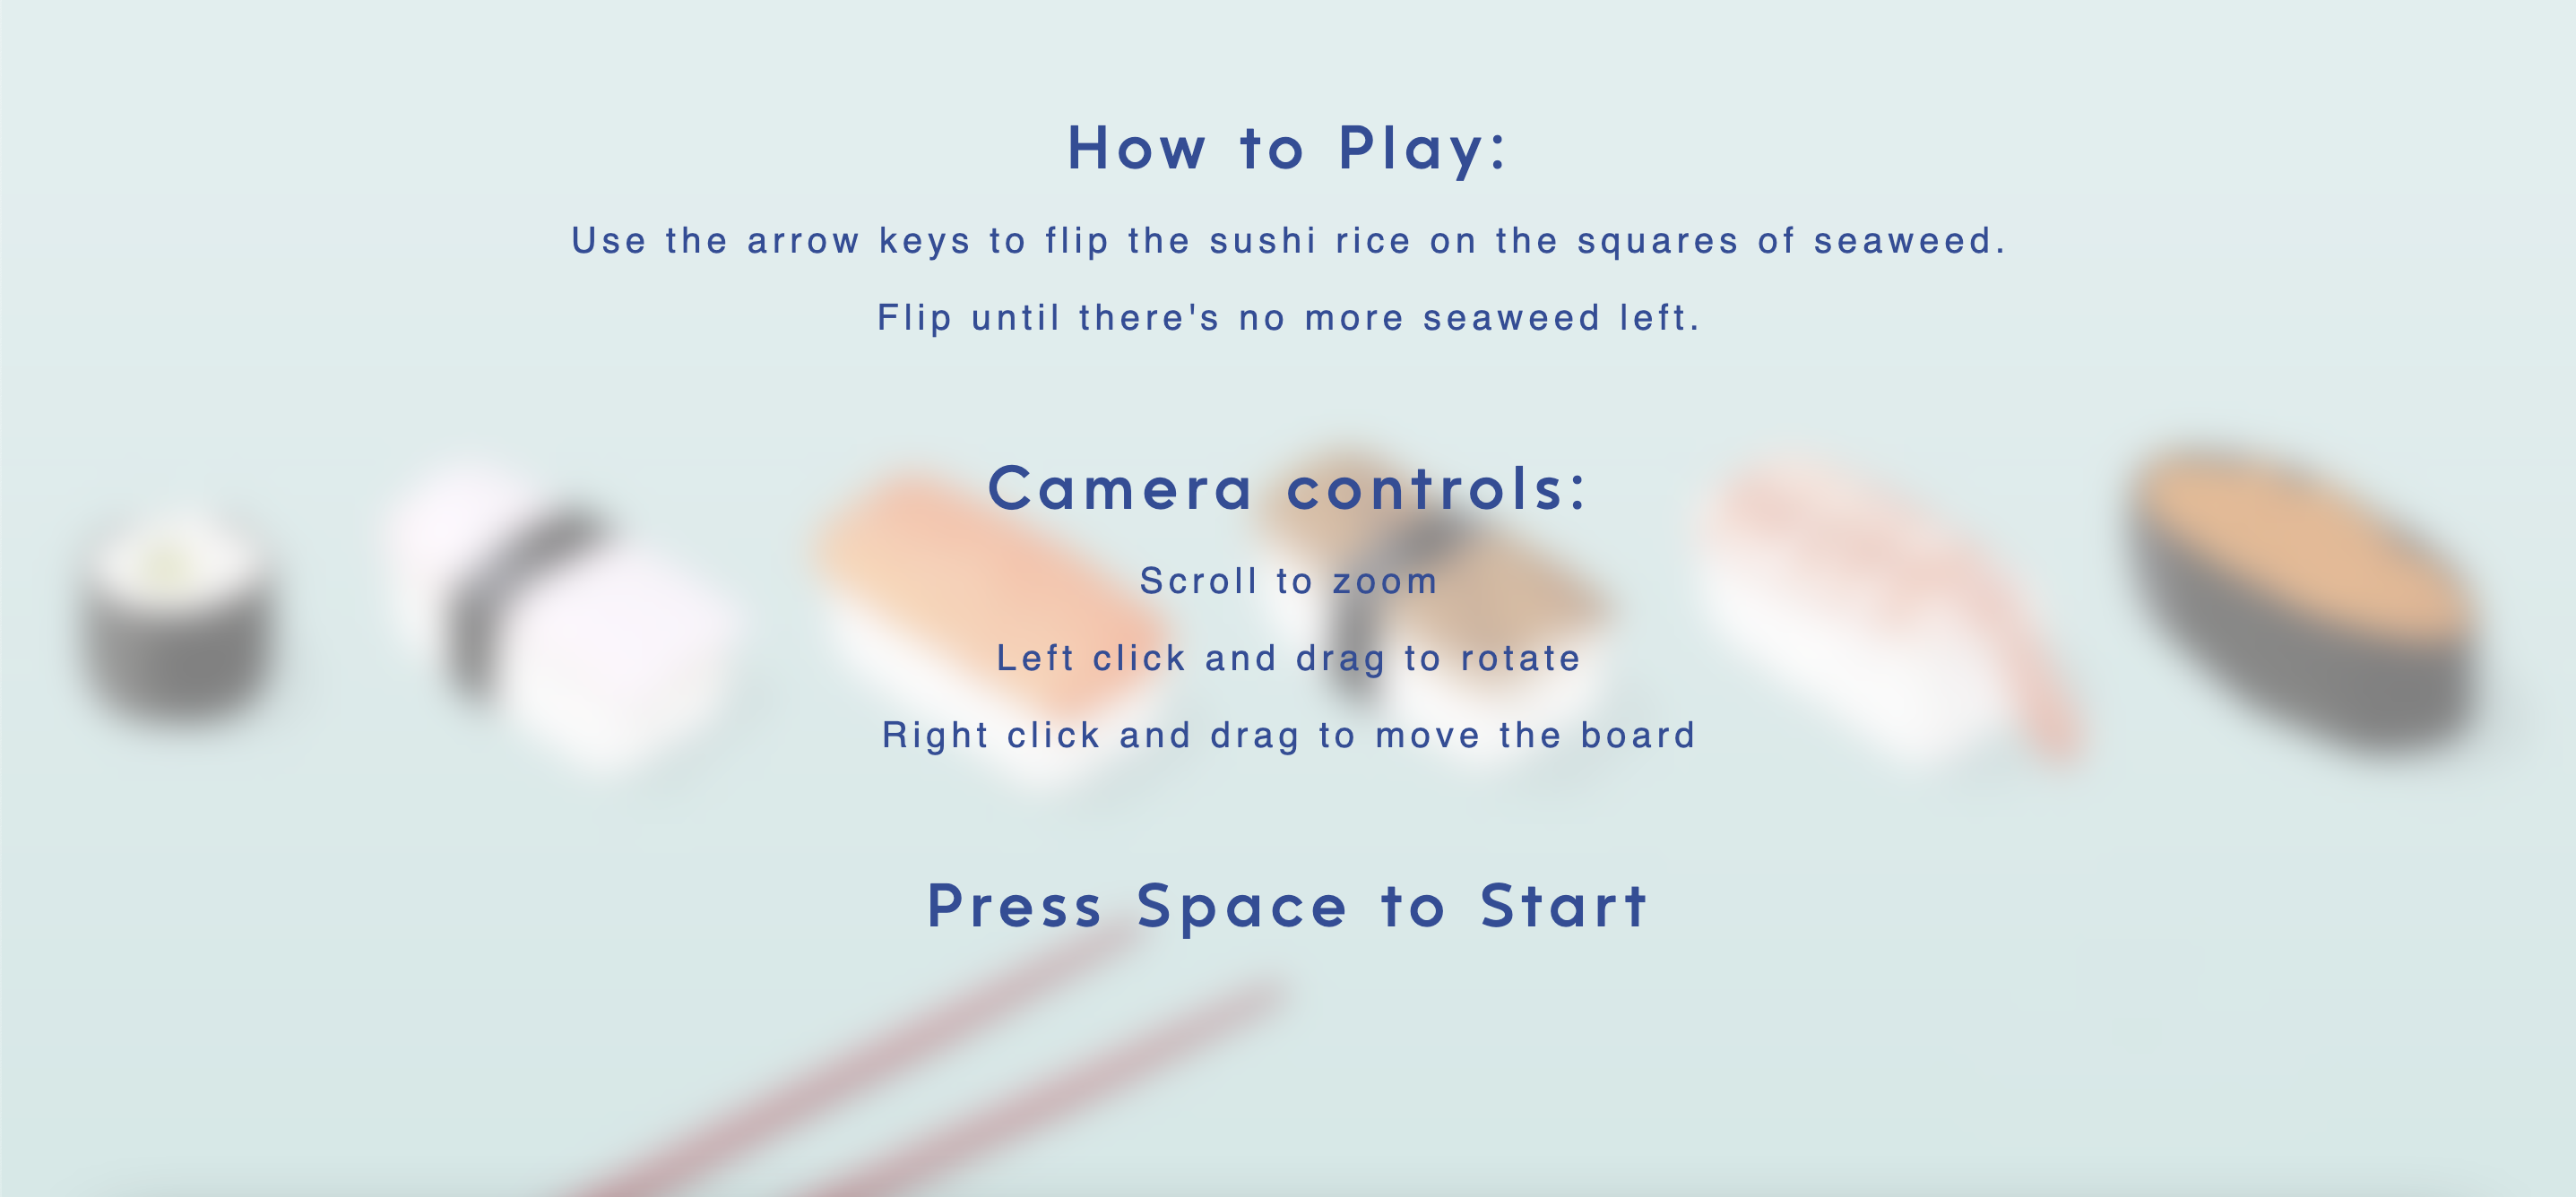 How to Play:
Use the arrow keys to flip the sushi rice on the squares of seaweed.
Flip until there's no more seaweed left.
Camera controls:
Scroll to zoom
Left click and drag to rotate
Right click and drag to move the board
Press Space to Start